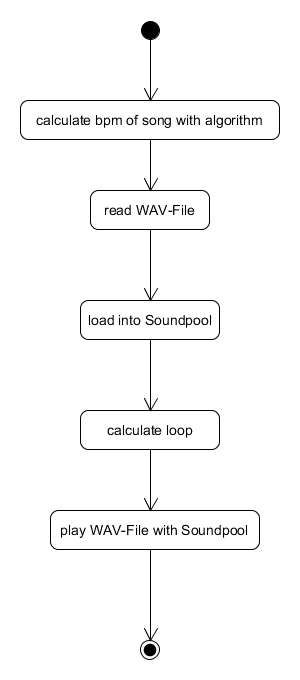 calculate bpm of song with algorithm
read WAV-File
load into Soundpool
calculate loop
play WAV-File with Soundpool